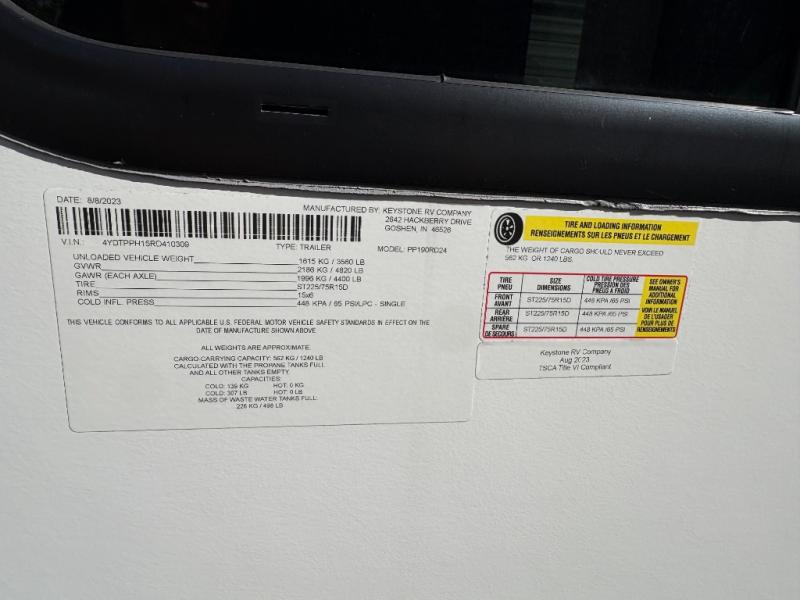 DATE: 8/8/2023
MANUFACTURED BY: KEYSTONE RV COMPANY
2642 HACKBERRY DRIVE
GOSHEN, IN 46526
V.I.N.: 4YDTPPH15RD410309
TYPE: TRAILER
MODEL: PP190RD24
UNLOADED VEHICLE WEIGHT 1615 KG / 3560 LB
GVWR 2186 KG / 4820 LB
GAWR (EACH AXLE) 1996 KG / 4400 LB
TIRE ST225/75R15D
RIMS 15x6
COLD INFL. PRESS 448 KPA / 65 PSI/LPC - SINGLE
THIS VEHICLE CONFORMS TO ALL APPLICABLE U.S. FEDERAL MOTOR VEHICLE SAFETY STANDARDS IN EFFECT ON THE
DATE OF MANUFACTURE SHOWN ABOVE
ALL WEIGHTS ARE APPROXIMATE.
CARGO-CARRYING CAPACITY: 562 KG / 1240 LB
CALCULATED WITH THE PROPANE TANKS FULL
AND ALL OTHER TANKS EMPTY.
CAPACITIES:
COLD: 139 KG HOT: 0 KG
COLD: 307 LB HOT: 0 LB
MASS OF WASTE WATER TANKS FULL:
226 KG / 498 LB
TIRE AND LOADING INFORMATION
RENSEIGNEMENTS SUR LES PNEUS ET LE CHARGEMENT
THE WEIGHT OF CARGO SHOULD NEVER EXCEED
562 KG OR 1240 LBS.
TIRE
PNEU
SIZE
DIMENSIONS
COLD TIRE PRESSURE
PRESSION DES
PNEUS A FROID
SEE OWNER'S
MANUAL FOR
ADDITIONAL
INFORMATION
VOIR LE MANUEL
DE L'USAGER
POUR PLUS DE
RENSEIGNEMENTS
FRONT
AVANT
ST225/75R15D
448 KPA /65 PSI
REAR
ARRIÈRE
ST225/75R15D
448 KPA /65 PSI
SPARE
DE SECOURS
ST225/75R15D
448 KPA /65 PSI
Keystone RV Company
Aug 2023
TSCA Title VI Compliant